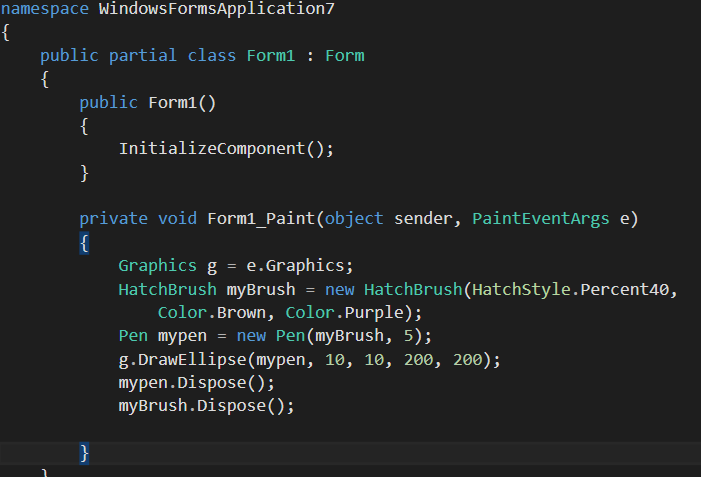 namespace WindowsFormsApplication7
{
    public partial class Form1 : Form
    {
        public Form1()
        {
            InitializeComponent();
        }

        private void Form1_Paint(object sender, PaintEventArgs e)
        {
            Graphics g = e.Graphics;
            HatchBrush myBrush = new HatchBrush(HatchStyle.Percent40,
                Color.Brown, Color.Purple);
            Pen mypen = new Pen(myBrush, 5);
            g.DrawEllipse(mypen, 10, 10, 200, 200);
            mypen.Dispose();
            myBrush.Dispose();

        }
    }